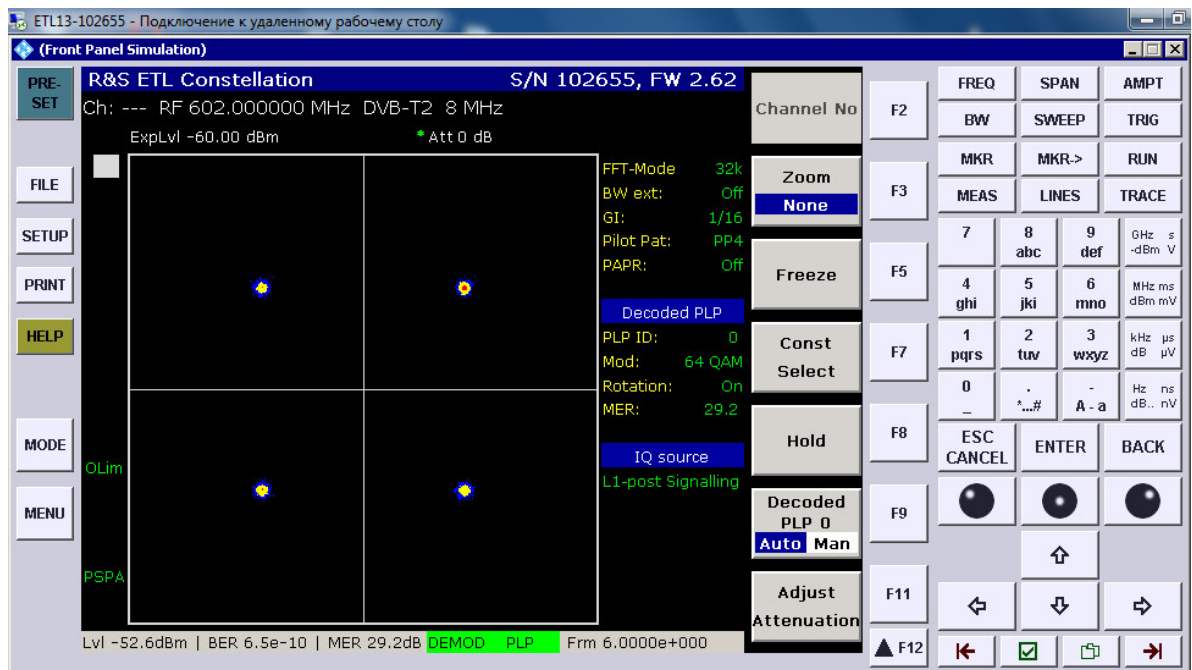 ETL13-102655 - Подключение к удаленному рабочему столу
(Front Panel Simulation)
PRE-
SET
FILE
SETUP
PRINT
HELP
MODE
MENU
R&S ETL Constellation
S/N 102655, FW 2.62
Ch: --- RF 602.000000 MHz DVB-T2 8 MHz
ExpLvl -60.00 dBm
* Att 0 dB
OLim
PSPA
FFT-Mode 32k
BW ext: Off
GI: 1/16
Pilot Pat: PP4
PAPR: Off
Decoded PLP
PLP ID: 0
Mod: 64 QAM
Rotation: On
MER: 29.2
IQ source
L1-post Signalling
Lvl -52.6dBm | BER 6.5e-10 | MER 29.2dB DEMOD PLP Frm 6.0000e+000
Channel No
Zoom
None
Freeze
Const
Select
Hold
Decoded
PLP 0
Auto Man
Adjust
Attenuation
F2
F3
F5
F7
F8
F9
F11
F12
FREQ SPAN AMPT
BW SWEEP TRIG
MKR MKR-> RUN
MEAS LINES TRACE
7 8 9 GHz s
abc def -dBm V
4 5 6 MHz ms
ghi jkl mno dBm mV
1 2 3 kHz µs
pqrs tuv wxyz dB µV
0 . - Hz ns
_ *...# A - a dB.. nV
ESC
CANCEL
ENTER
BACK